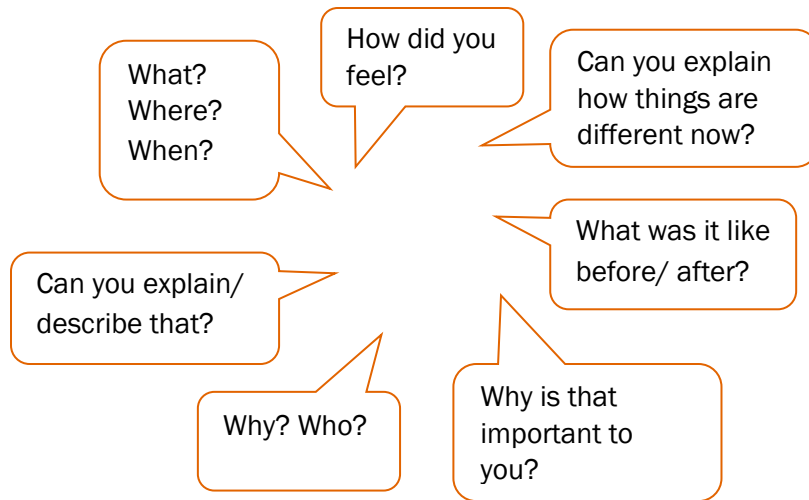 How did you
feel?
What?
Where?
When?
Can you explain
how things are
different now?
What was it like
before/ after?
Can you explain/
describe that?
Why? Who?
Why is that
important to
you?